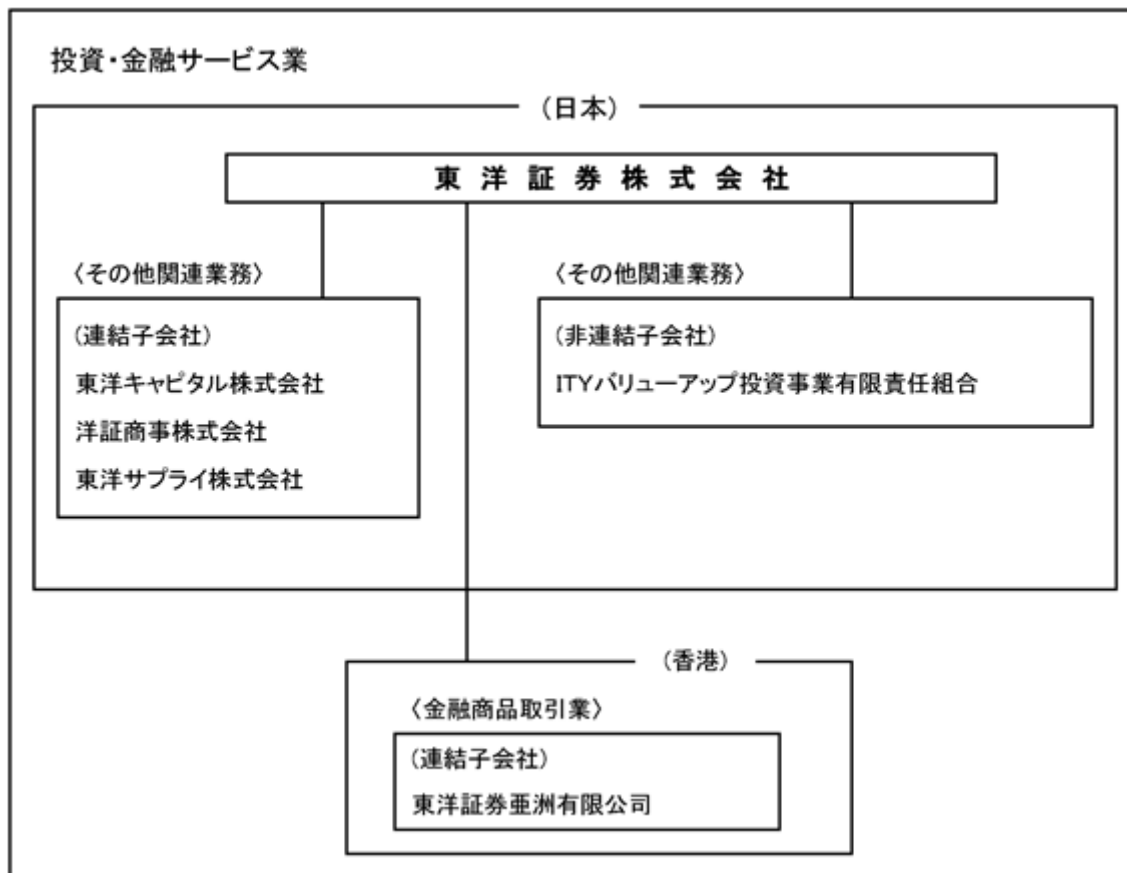 投資・金融サービス業
(日本)
東洋証券株式会社
〈その他関連業務〉
(連結子会社)
東洋キャピタル株式会社
洋証商事株式会社
東洋サプライ株式会社
〈その他関連業務〉
(非連結子会社)
ITYバリューアップ投資事業有限責任組合
(香港)
〈金融商品取引業〉
(連結子会社)
東洋証券亜洲有限公司